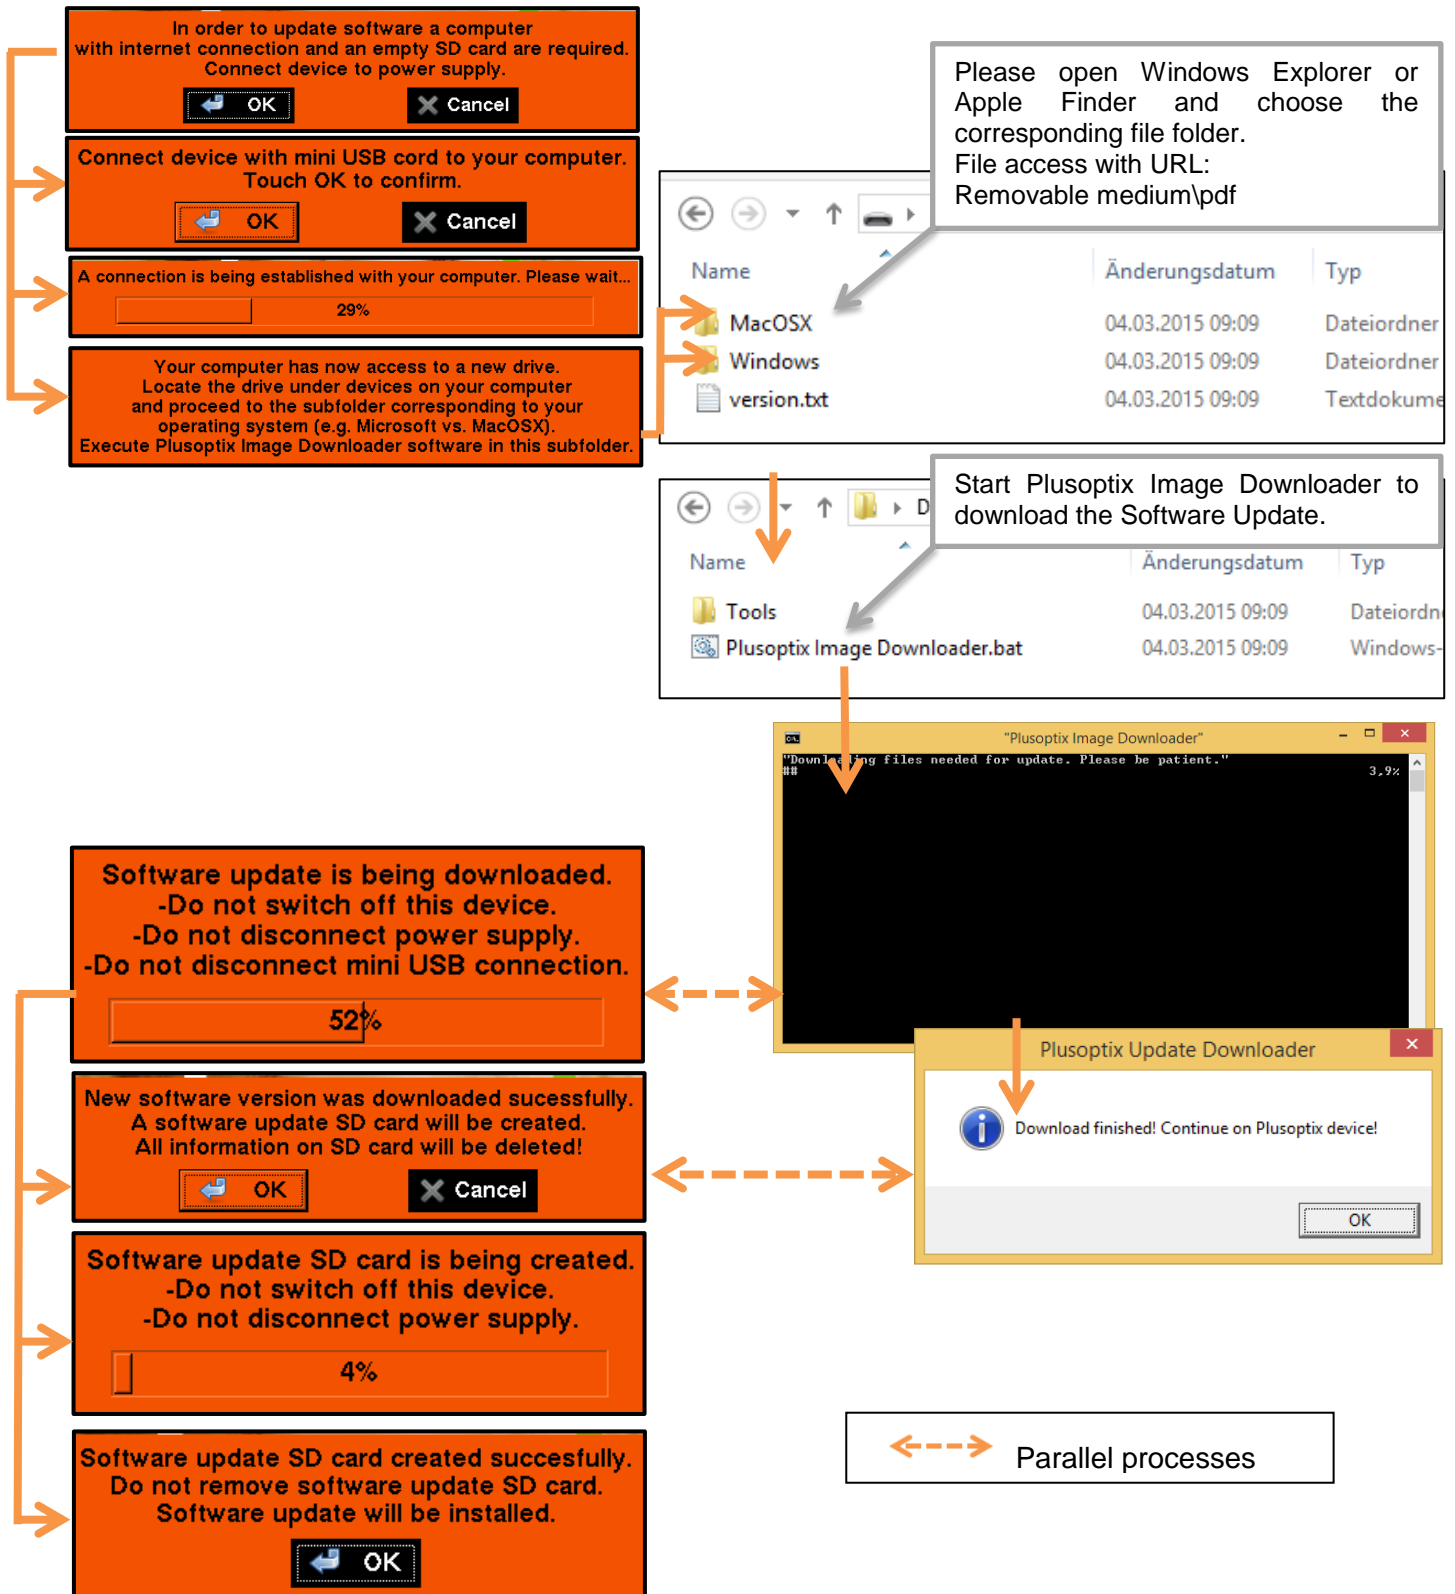 In order to update software a computer
with internet connection and an empty SD card are required.
Connect device to power supply.
OK
Cancel
Connect device with mini USB cord to your computer.
Touch OK to confirm.
OK
Cancel
A connection is being established with your computer. Please wait...
29%
Your computer has now access to a new drive.
Locate the drive under devices on your computer
and proceed to the subfolder corresponding to your
operating system (e.g. Microsoft vs. MacOSX).
Execute Plusoptix Image Downloader software in this subfolder.
Please open Windows Explorer or
Apple Finder and choose the
corresponding file folder.
File access with URL:
Removable medium\pdf
Name Änderungsdatum Typ
MacOSX 04.03.2015 09:09 Dateiordner
Windows 04.03.2015 09:09 Dateiordner
version.txt 04.03.2015 09:09 Textdokume
Start Plusoptix Image Downloader to
download the Software Update.
D
Name Änderungsdatum Typ
Tools 04.03.2015 09:09 Dateiordn
Plusoptix Image Downloader.bat 04.03.2015 09:09 Windows-
"Plusoptix Image Downloader"
"Downloading files needed for update. Please be patient."
## 3,9%
Software update is being downloaded.
-Do not switch off this device.
-Do not disconnect power supply.
-Do not disconnect mini USB connection.
52%
Plusoptix Update Downloader
Download finished! Continue on Plusoptix device!
OK
New software version was downloaded sucessfully.
A software update SD card will be created.
All information on SD card will be deleted!
OK
Cancel
Software update SD card is being created.
-Do not switch off this device.
-Do not disconnect power supply.
4%
Software update SD card created succesfully.
Do not remove software update SD card.
Software update will be installed.
OK
Parallel processes